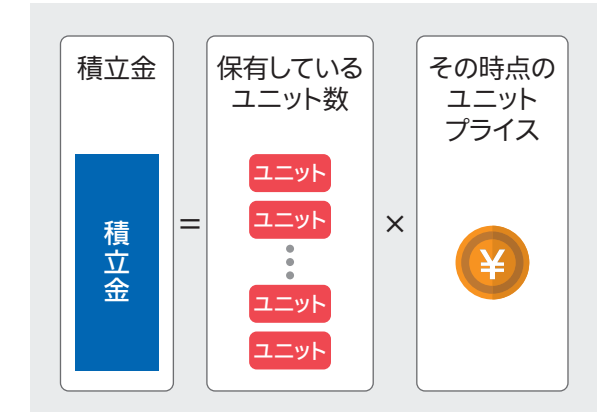 積立金
積立金
=
保有している
ユニット数
ユニット
ユニット
ユニット
ユニット
×
その時点の
ユニット
プライス
¥